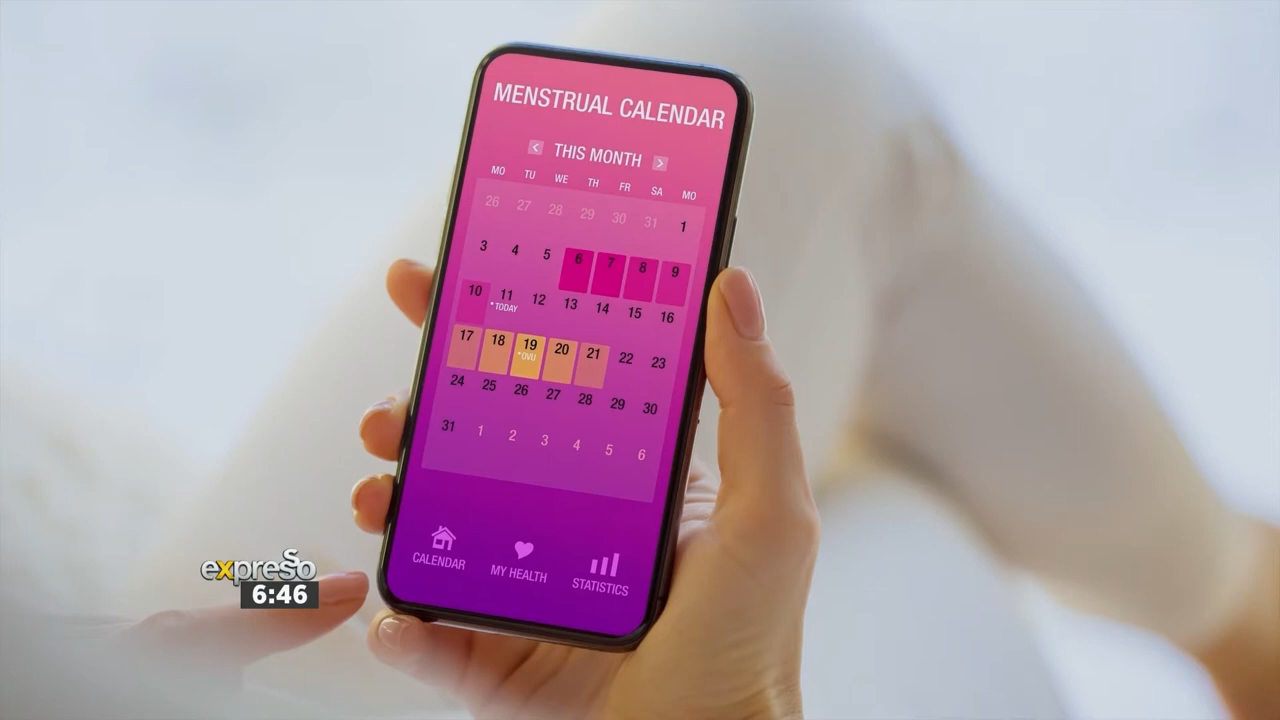 MENSTRUAL CALENDAR
< THIS MONTH >
MO TU WE TH FR SA MO
26 27 28 29 30 31 1
3 4 5 6 7 8 9
10 11 12 13 14 15 16
*TODAY
17 18 19 20 21 22 23
*OVU
24 25 26 27 28 29 30
31 1 2 3 4 5 6
CALENDAR MY HEALTH STATISTICS
expresso
6:46